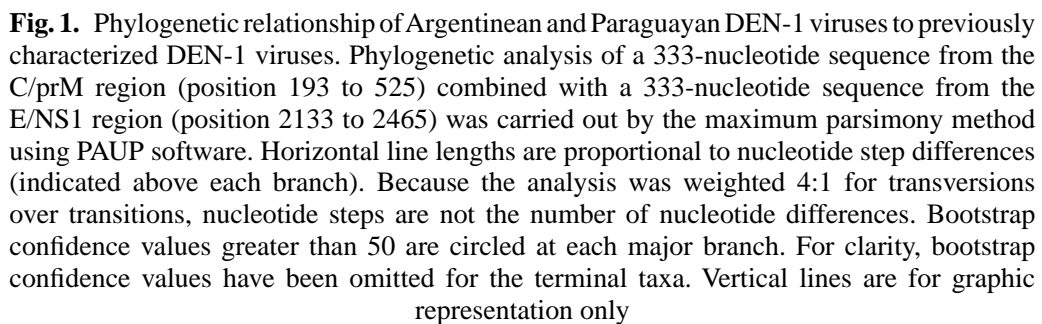 Fig. 1. Phylogenetic relationship of Argentinean and Paraguayan DEN-1 viruses to previously
characterized DEN-1 viruses. Phylogenetic analysis of a 333-nucleotide sequence from the
C/prM region (position 193 to 525) combined with a 333-nucleotide sequence from the
E/NS1 region (position 2133 to 2465) was carried out by the maximum parsimony method
using PAUP software. Horizontal line lengths are proportional to nucleotide step differences
(indicated above each branch). Because the analysis was weighted 4:1 for transversions
over transitions, nucleotide steps are not the number of nucleotide differences. Bootstrap
confidence values greater than 50 are circled at each major branch. For clarity, bootstrap
confidence values have been omitted for the terminal taxa. Vertical lines are for graphic
representation only